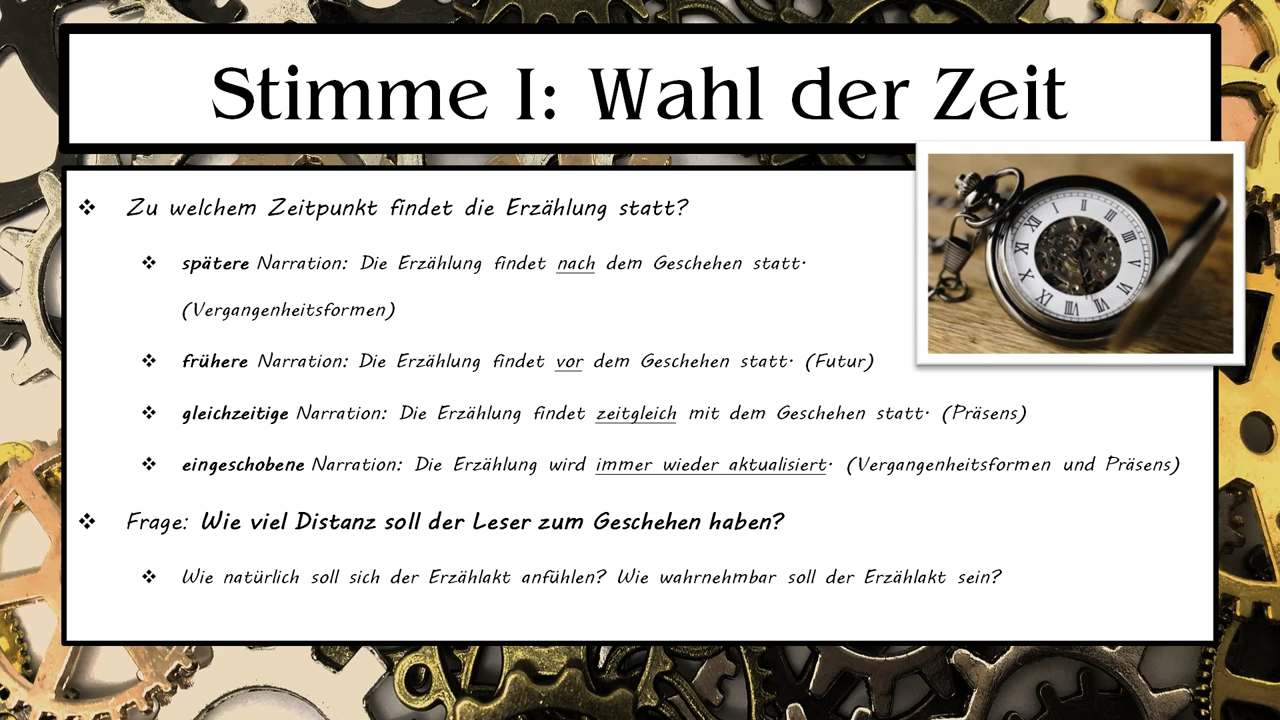 Stimme I: Wahl der Zeit
❖ Zu welchem Zeitpunkt findet die Erzählung statt?
❖ spätere Narration: Die Erzählung findet nach dem Geschehen statt.
(Vergangenheitsformen)
❖ frühere Narration: Die Erzählung findet vor dem Geschehen statt. (Futur)
❖ gleichzeitige Narration: Die Erzählung findet zeitgleich mit dem Geschehen statt. (Präsens)
❖ eingeschobene Narration: Die Erzählung wird immer wieder aktualisiert. (Vergangenheitsformen und Präsens)
❖ Frage: Wie viel Distanz soll der Leser zum Geschehen haben?
❖ Wie natürlich soll sich der Erzählakt anfühlen? Wie wahrnehmbar soll der Erzählakt sein?